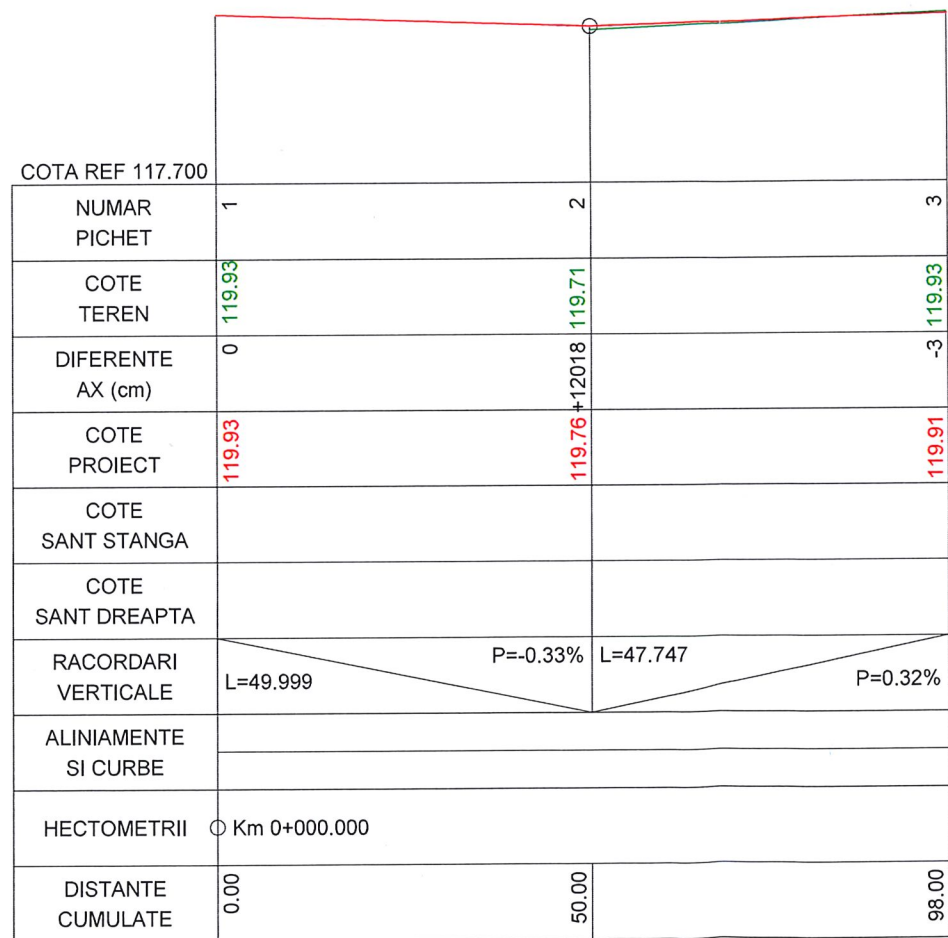 COTA REF 117.700
NUMAR
PICHET
1
2
3
COTE
TEREN
119.93
119.71
119.93
DIFERENTE
AX (cm)
0
+12018
-3
COTE
PROIECT
119.93
119.76
119.91
COTE
SANT STANGA
COTE
SANT DREAPTA
RACORDARI
VERTICALE
L=49.999
P=-0.33%
L=47.747
P=0.32%
ALINIAMENTE
SI CURBE
HECTOMETRII
Km 0+000.000
DISTANTE
CUMULATE
0.00
50.00
98.00